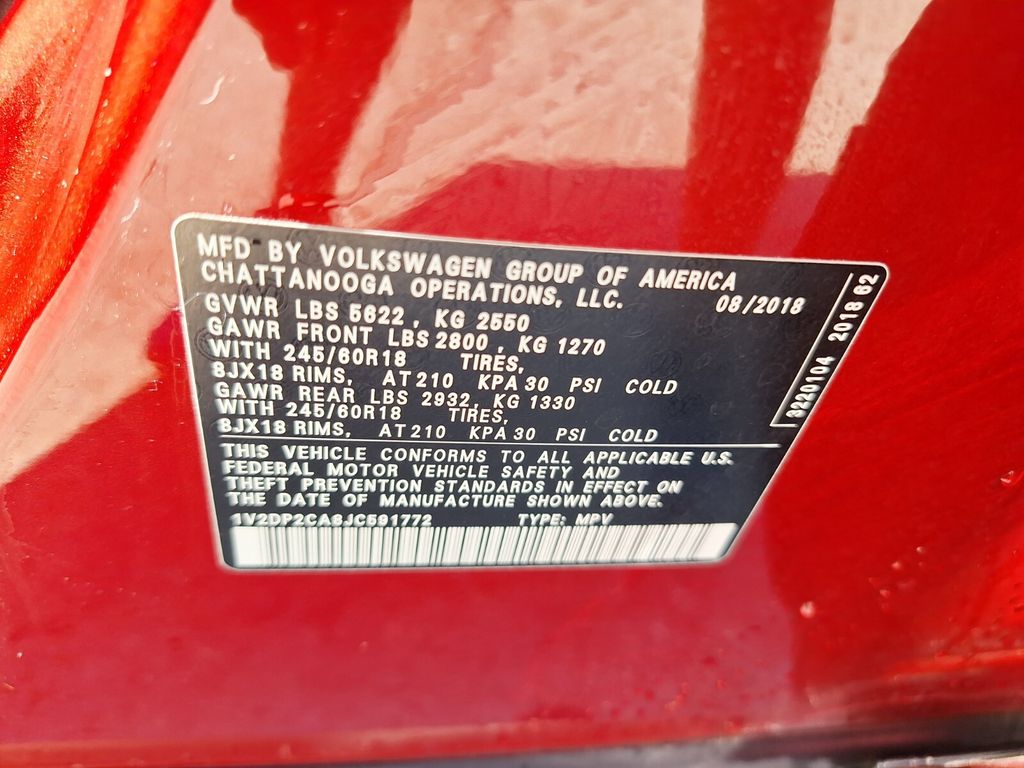 MFD BY VOLKSWAGEN GROUP OF AMERICA
CHATTANOOGA OPERATIONS, LLC. 08/2018
GVWR LBS 5622, KG 2550
GAWR FRONT LBS 2800, KG 1270
WITH 245/60R18 TIRES,
8JX18 RIMS, AT 210 KPA 30 PSI COLD
GAWR REAR LBS 2932, KG 1330
WITH 245/60R18 TIRES,
8JX18 RIMS, AT 210 KPA 30 PSI COLD
THIS VEHICLE CONFORMS TO ALL APPLICABLE U.S.
FEDERAL MOTOR VEHICLE SAFETY AND
THEFT PREVENTION STANDARDS IN EFFECT ON
THE DATE OF MANUFACTURE SHOWN ABOVE.
1V2DP2CA8JC591772 TYPE: MPV
3220104 2018 62